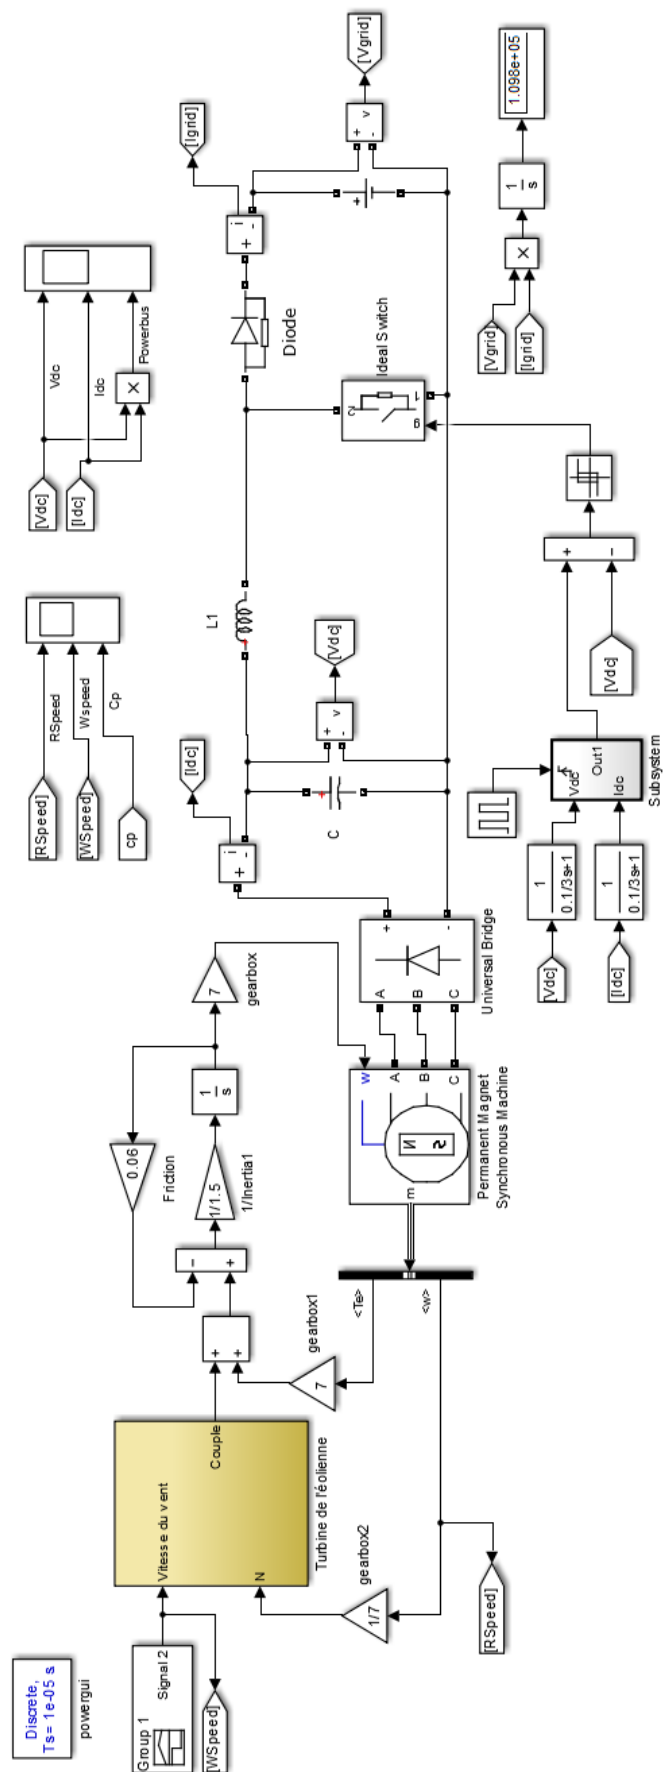 Discrete,
Ts = 1e-05 s.
powergui
Group 1
Signal 2
[WSpeed]
Vitesse du vent
N
Couple
Turbine de l'éolienne
1/7
gearbox2
[RSpeed]
7
gearbox1
<Te>
<w>
+
+
−
+
0.06
Friction
1/1.5
1/Inertia1
1
s
7
gearbox
m
N
S
w
A
B
C
Permanent Magnet
Synchronous Machine
A
B
C
+
-
Universal Bridge
+
-
i
[Idc]
+
C
+
-
v
[Vdc]
L1
g
1
2
Ideal Switch
Diode
+
-
i
[Igrid]
+
+
-
v
[Vgrid]
[RSpeed]
[WSpeed]
cp
RSpeed
Wspeed
Cp
[Vdc]
[Idc]
Vdc
Idc
×
Powerbus
[Vdc]
[Idc]
1
0.1/3s+1
1
0.1/3s+1
Vdc
Idc
Out1
Subsystem
[Vdc]
+
−
[Vgrid]
[Igrid]
×
1
s
1.098e+05